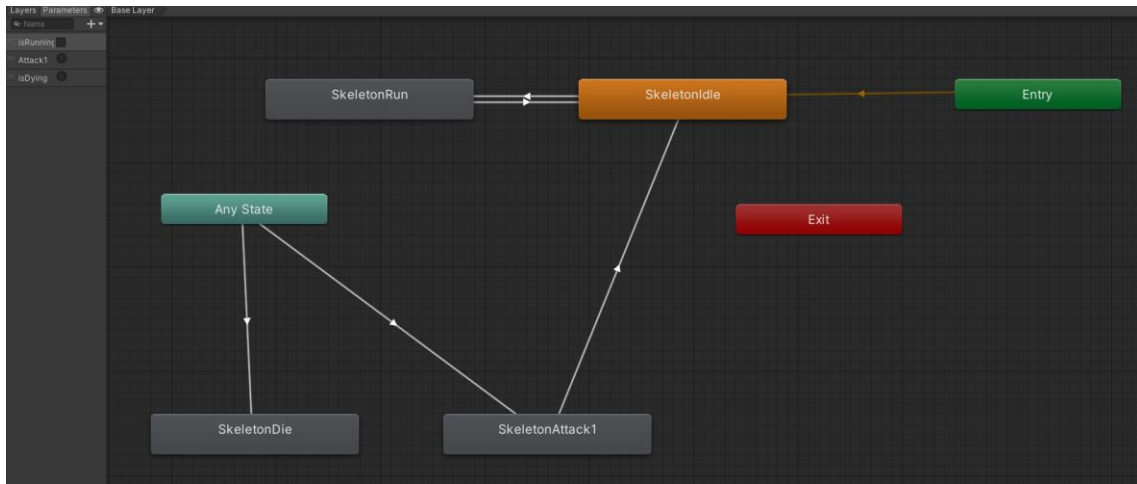 Layers Parameters Base Layer
Name
isRunning
Attack1
isDying
SkeletonRun
SkeletonIdle
Entry
Any State
Exit
SkeletonDie
SkeletonAttack1